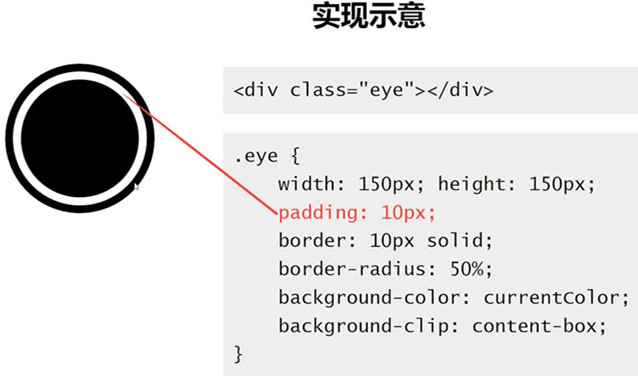 实现示意
<div class="eye"></div>
.eye {
width: 150px; height: 150px;
padding: 10px;
border: 10px solid;
border-radius: 50%;
background-color: currentColor;
background-clip: content-box;
}